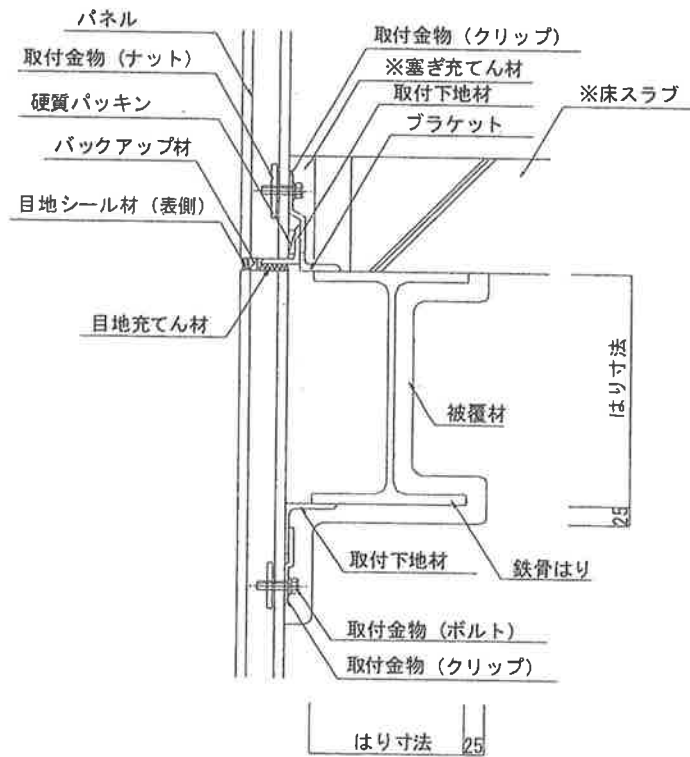 パネル
取付金物（クリップ）
取付金物（ナット）
※塞ぎ充てん材
硬質パッキン
取付下地材
※床スラブ
バックアップ材
ブラケット
目地シール材（表側）
目地充てん材
はり寸法
被覆材
25
取付下地材
鉄骨はり
取付金物（ボルト）
取付金物（クリップ）
はり寸法
25